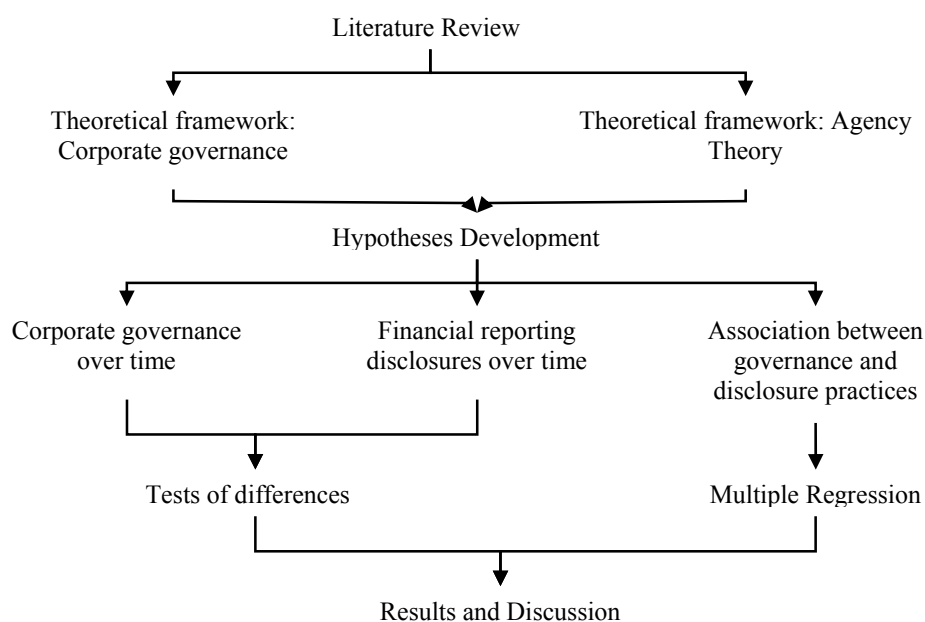 Literature Review
Theoretical framework:
Corporate governance
Theoretical framework: Agency
Theory
Hypotheses Development
Corporate governance
over time
Financial reporting
disclosures over time
Association between
governance and
disclosure practices
Tests of differences
Multiple Regression
Results and Discussion